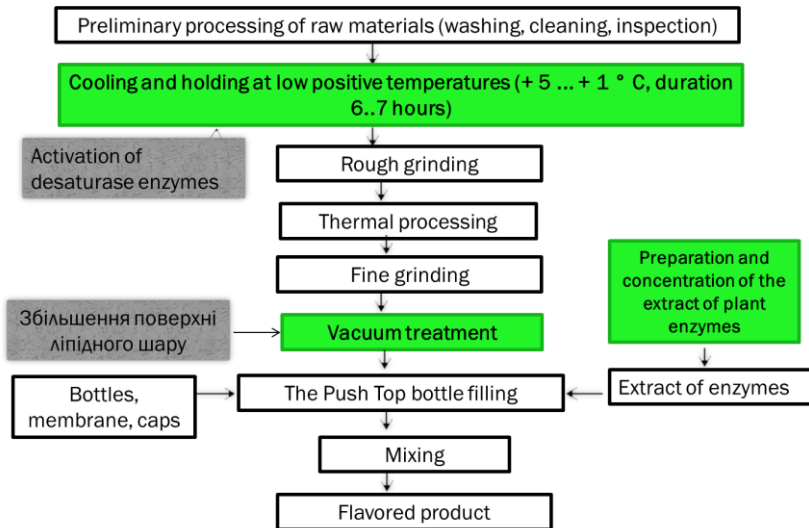 Preliminary processing of raw materials (washing, cleaning, inspection)
Cooling and holding at low positive temperatures (+ 5 ... + 1 ° C, duration
6..7 hours)
Activation of
desaturase enzymes
Rough grinding
Thermal processing
Fine grinding
Preparation and
concentration of the
extract of plant
enzymes
Збільшення поверхні
ліпідного шару
Vacuum treatment
Bottles,
membrane, caps
The Push Top bottle filling
Extract of enzymes
Mixing
Flavored product